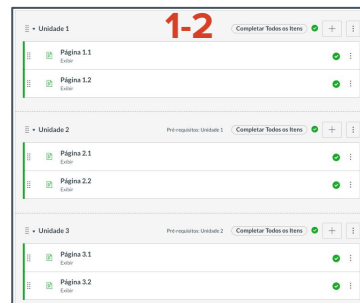 1-2
Unidade 1 Completar Todos os Itens
Página 1.1
Exibir
Página 1.2
Exibir
Unidade 2 Pré-requisitos: Unidade 1 Completar Todos os Itens
Página 2.1
Exibir
Página 2.2
Exibir
Unidade 3 Pré-requisitos: Unidade 2 Completar Todos os Itens
Página 3.1
Exibir
Página 3.2
Exibir